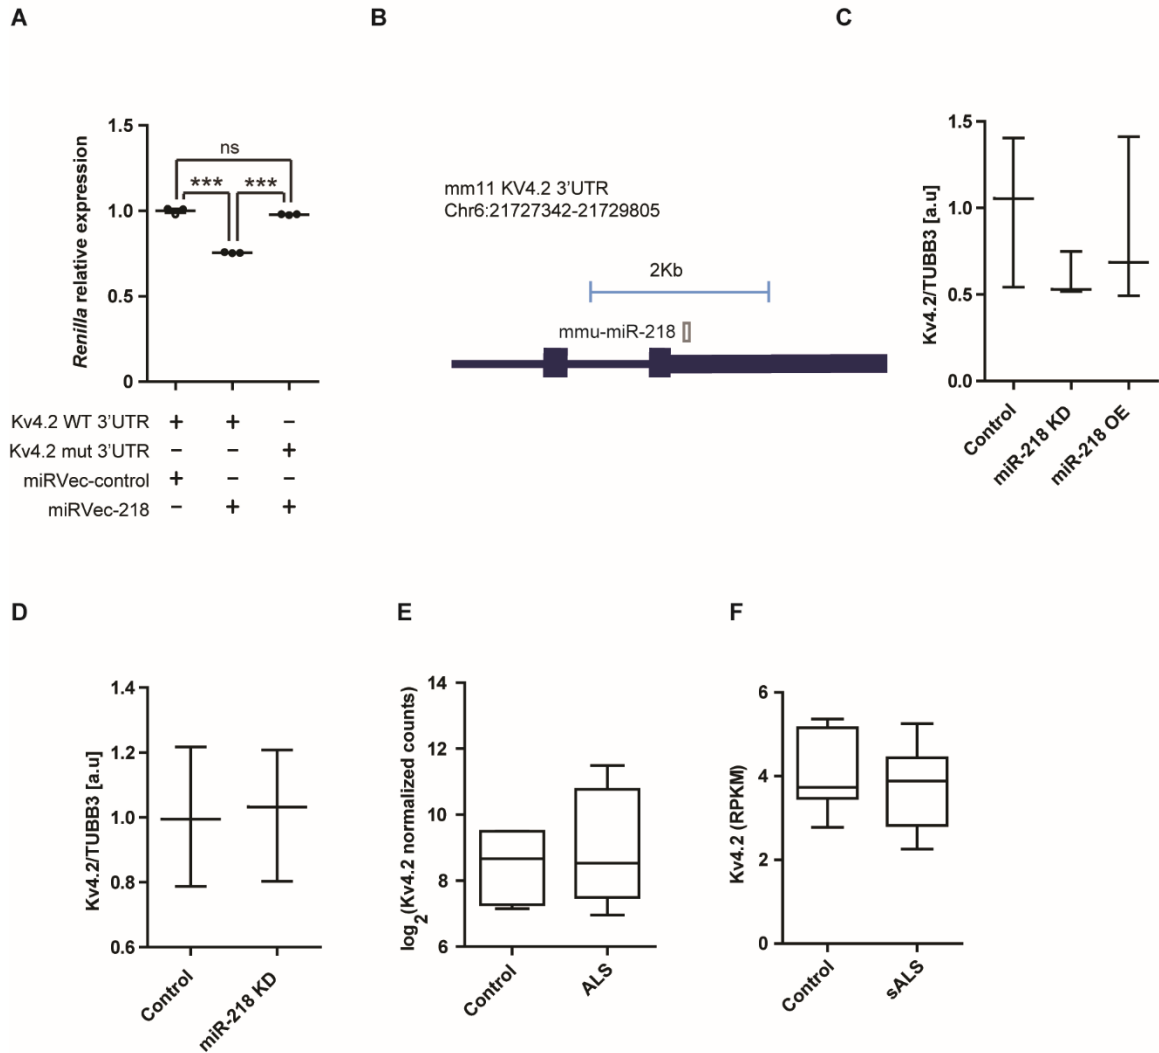 A
B
C
Renilla relative expression
1.5
1.0
0.5
0
ns
***
***
Kv4.2 WT 3’UTR + + –
Kv4.2 mut 3’UTR – – +
miRVec-control + – –
miRVec-218 – + +
mm11 KV4.2 3’UTR
Chr6:21727342-21729805
2Kb
mmu-miR-218
Kv4.2/TUBB3 [a.u]
1.5
1.0
0.5
0.0
Control
miR-218 KD
miR-218 OE
D
E
F
Kv4.2/TUBB3 [a.u]
1.4
1.2
1.0
0.8
0.6
Control
miR-218 KD
log2(Kv4.2 normalized counts)
14
12
10
8
6
Control
ALS
Kv4.2 (RPKM)
6
4
2
0
Control
sALS